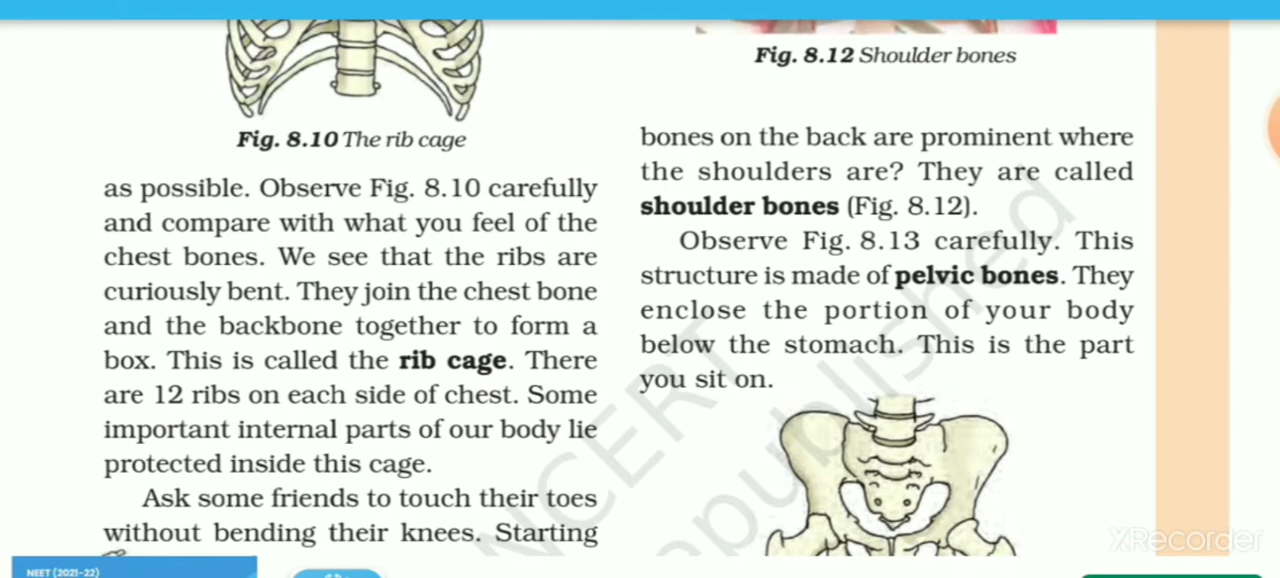 Fig. 8.10 The rib cage
as possible. Observe Fig. 8.10 carefully
and compare with what you feel of the
chest bones. We see that the ribs are
curiously bent. They join the chest bone
and the backbone together to form a
box. This is called the rib cage. There
are 12 ribs on each side of chest. Some
important internal parts of our body lie
protected inside this cage.
Ask some friends to touch their toes
without bending their knees. Starting
Fig. 8.12 Shoulder bones
bones on the back are prominent where
the shoulders are? They are called
shoulder bones (Fig. 8.12).
Observe Fig. 8.13 carefully. This
structure is made of pelvic bones. They
enclose the portion of your body
below the stomach. This is the part
you sit on.
NCERT
republished
XRecorder
NEET (2021-22)